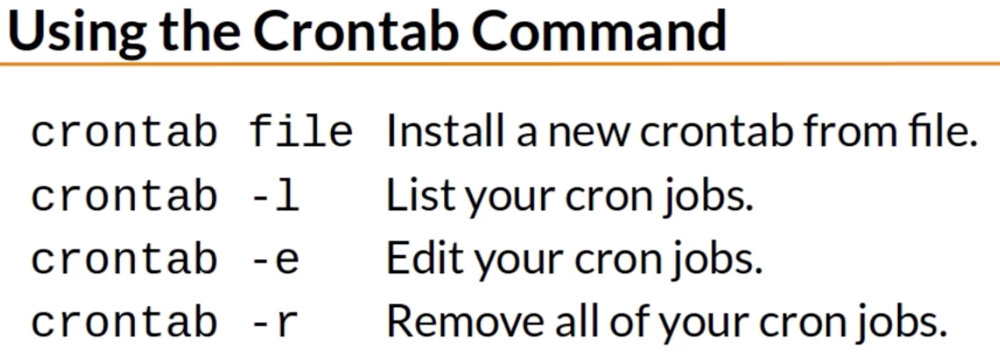 Using the Crontab Command
crontab file Install a new crontab from file.
crontab -l List your cron jobs.
crontab -e Edit your cron jobs.
crontab -r Remove all of your cron jobs.